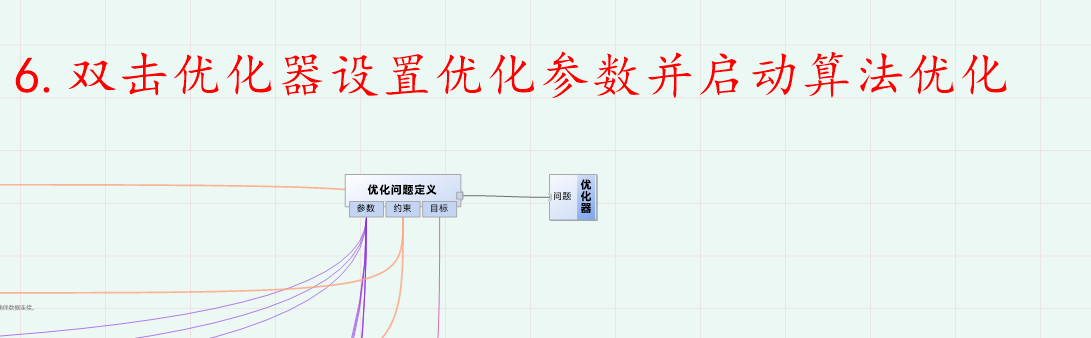 6. 双击优化器设置优化参数并启动算法优化
优化问题定义
参数 约束 目标
问题
优化器